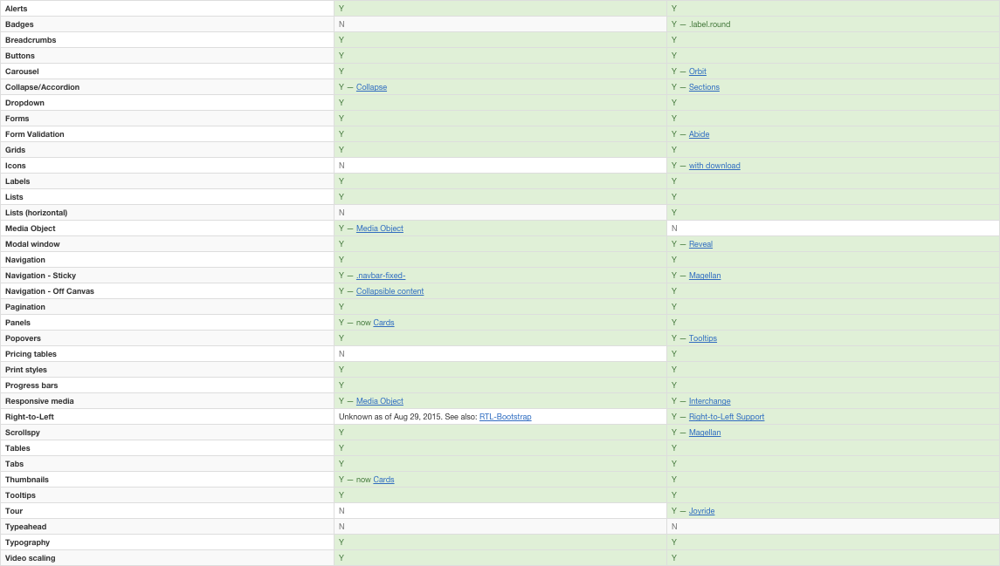 Alerts Y Y
Badges N Y — .label.round
Breadcrumbs Y Y
Buttons Y Y
Carousel Y Y — Orbit
Collapse/Accordion Y — Collapse Y — Sections
Dropdown Y Y
Forms Y Y
Form Validation Y Y — Abide
Grids Y Y
Icons N Y — with download
Labels Y Y
Lists Y Y
Lists (horizontal) N Y
Media Object Y — Media Object N
Modal window Y Y — Reveal
Navigation Y Y
Navigation - Sticky Y — .navbar-fixed- Y — Magellan
Navigation - Off Canvas Y — Collapsible content Y
Pagination Y Y
Panels Y — now Cards Y
Popovers Y Y — Tooltips
Pricing tables N Y
Print styles Y Y
Progress bars Y Y
Responsive media Y — Media Object Y — Interchange
Right-to-Left Unknown as of Aug 29, 2015. See also: RTL-Bootstrap Y — Right-to-Left Support
Scrollspy Y Y — Magellan
Tables Y Y
Tabs Y Y
Thumbnails Y — now Cards Y
Tooltips Y Y
Tour N Y — Joyride
Typeahead N N
Typography Y Y
Video scaling Y Y